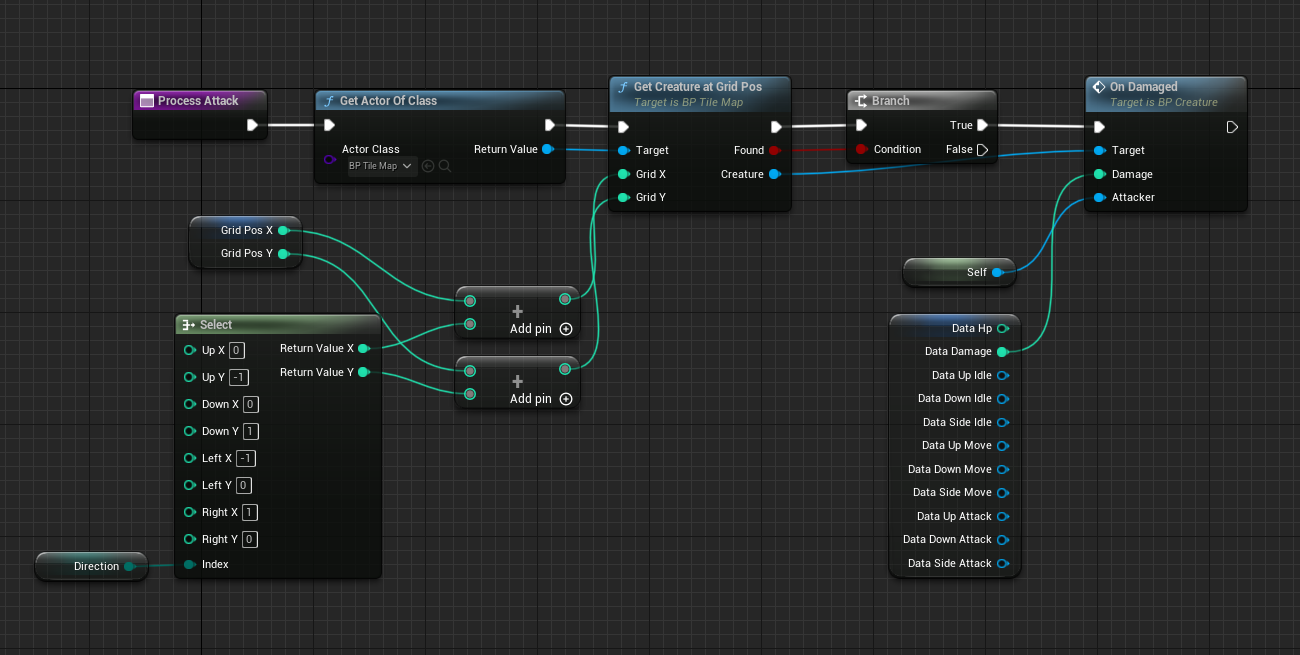 Process Attack
Get Actor Of Class
Actor Class
BP Tile Map
Return Value
Get Creature at Grid Pos
Target is BP Tile Map
Target
Found
Grid X
Creature
Grid Y
Branch
True
Condition
False
On Damaged
Target is BP Creature
Target
Damage
Attacker
Grid Pos X
Grid Pos Y
Select
Up X 0
Return Value X
Up Y -1
Return Value Y
Down X 0
Down Y 1
Left X -1
Left Y 0
Right X 1
Right Y 0
Index
Direction
Add pin
Add pin
Self
Data Hp
Data Damage
Data Up Idle
Data Down Idle
Data Side Idle
Data Up Move
Data Down Move
Data Side Move
Data Up Attack
Data Down Attack
Data Side Attack